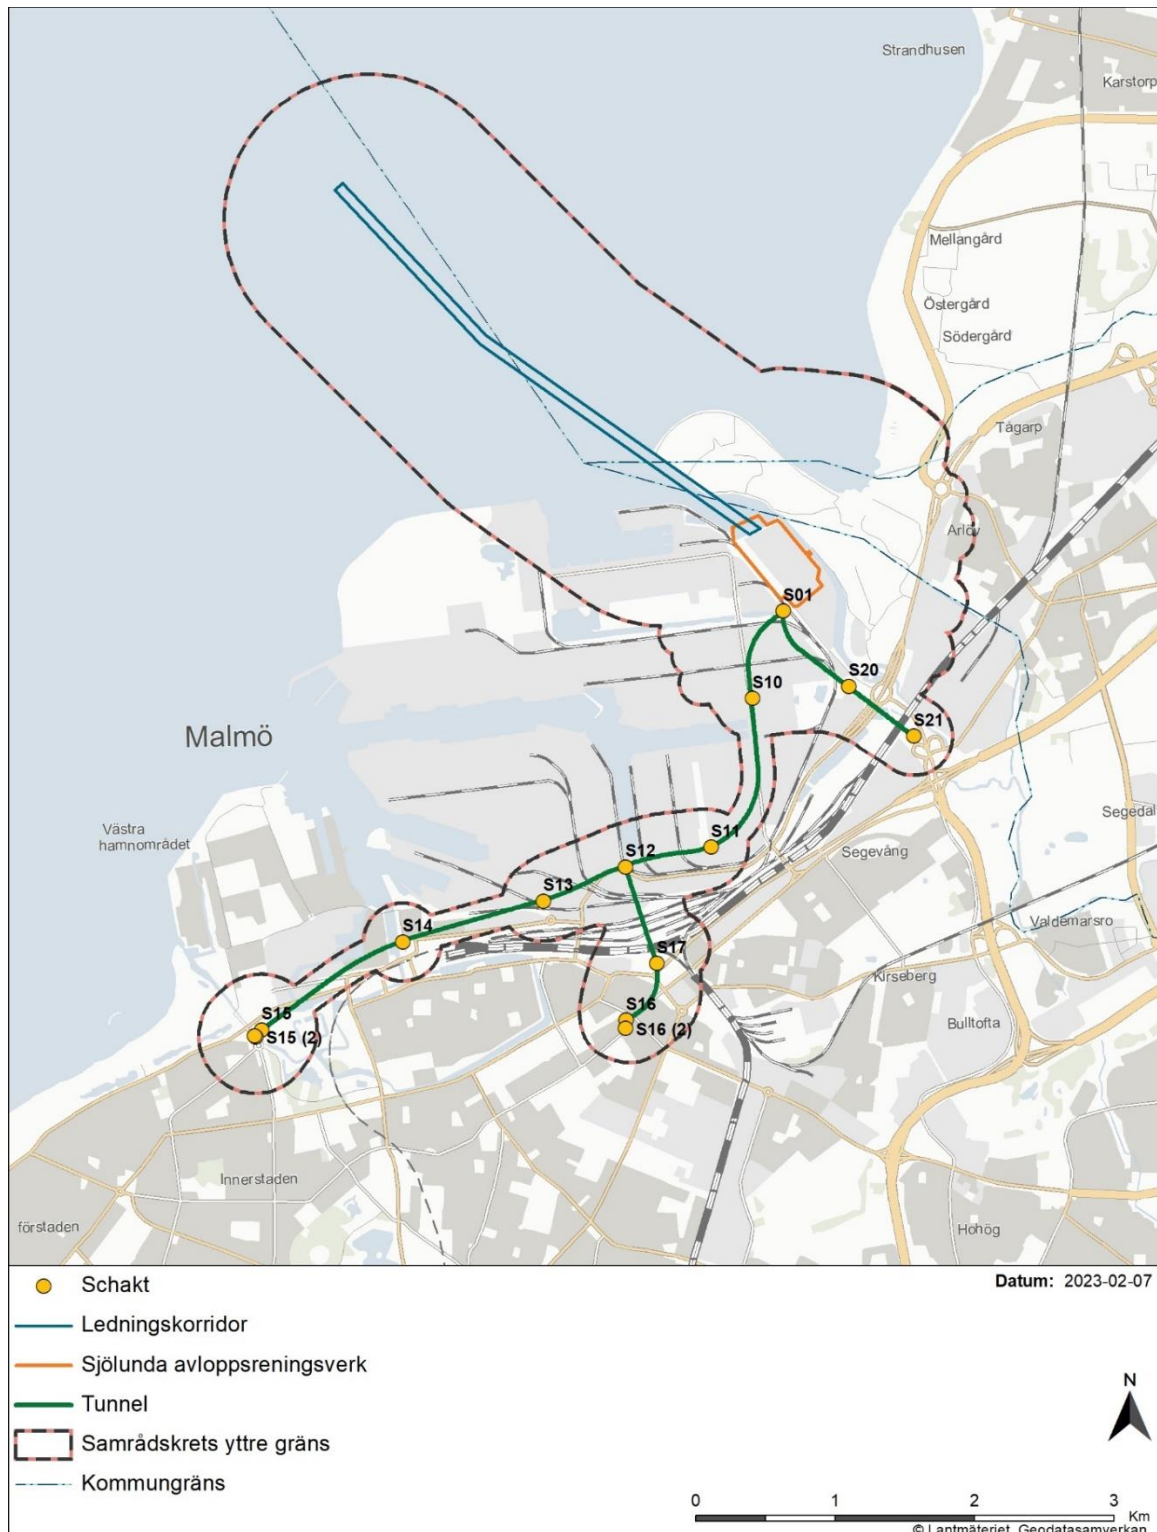 Strandhusen
Karstorp
Mellangård
Östergård
Södergård
Tågarp
Arlöv
S01
S20
S10
S21
Malmö
Segedal
Västra
hamnområdet
S11
Segevång
S12
S13
Valdemarsro
S14
S17
Kirseberg
S16
Bulltofta
S15
S16 (2)
S15 (2)
Innerstaden
förstaden
Hohög
Schakt
Datum: 2023-02-07
Ledningskorridor
Sjölunda avloppsreningsverk
Tunnel
N
Samrådskrets yttre gräns
Kommungräns
0 1 2 3
Km
© Lantmäteriet, Geodatasamverkan